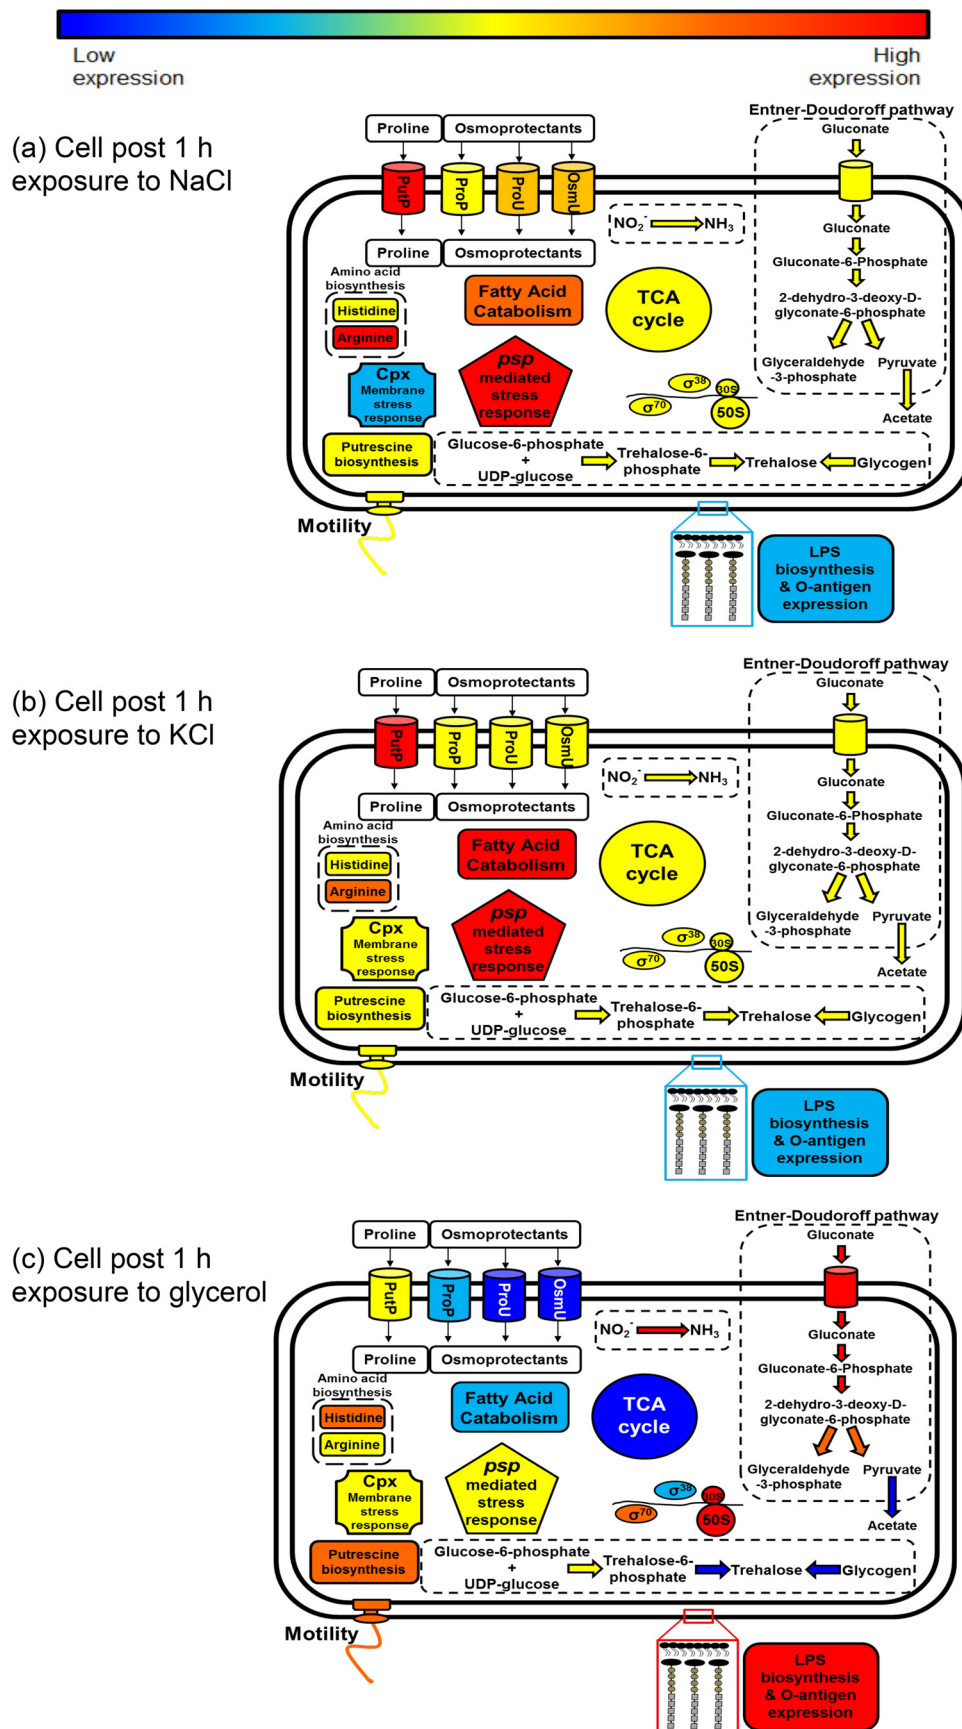 Low
expression
High
expression
(a) Cell post 1 h
exposure to NaCl
Proline
Osmoprotectants
PutP
ProP
ProU
OsmU
Proline
Osmoprotectants
Entner-Doudoroff pathway
Gluconate
Gluconate
Gluconate-6-Phosphate
2-dehydro-3-deoxy-D-
glyconate-6-phosphate
Glyceraldehyde
-3-phosphate
Pyruvate
Acetate
NO₂⁻
NH₃
Amino acid
biosynthesis
Histidine
Arginine
Fatty Acid
Catabolism
TCA
cycle
Cpx
Membrane
stress
response
psp
mediated
stress
response
σ³⁸
σ⁷⁰
30S
50S
Putrescine
biosynthesis
Glucose-6-phosphate
+
UDP-glucose
Trehalose-6-
phosphate
Trehalose
Glycogen
Motility
LPS
biosynthesis
& O-antigen
expression
(b) Cell post 1 h
exposure to KCl
Proline
Osmoprotectants
PutP
ProP
ProU
OsmU
Proline
Osmoprotectants
Entner-Doudoroff pathway
Gluconate
Gluconate
Gluconate-6-Phosphate
2-dehydro-3-deoxy-D-
glyconate-6-phosphate
Glyceraldehyde
-3-phosphate
Pyruvate
Acetate
NO₂⁻
NH₃
Amino acid
biosynthesis
Histidine
Arginine
Fatty Acid
Catabolism
TCA
cycle
Cpx
Membrane
stress
response
psp
mediated
stress
response
σ³⁸
σ⁷⁰
30S
50S
Putrescine
biosynthesis
Glucose-6-phosphate
+
UDP-glucose
Trehalose-6-
phosphate
Trehalose
Glycogen
Motility
LPS
biosynthesis
& O-antigen
expression
(c) Cell post 1 h
exposure to glycerol
Proline
Osmoprotectants
PutP
ProP
ProU
OsmU
Proline
Osmoprotectants
Entner-Doudoroff pathway
Gluconate
Gluconate
Gluconate-6-Phosphate
2-dehydro-3-deoxy-D-
glyconate-6-phosphate
Glyceraldehyde
-3-phosphate
Pyruvate
Acetate
NO₂⁻
NH₃
Amino acid
biosynthesis
Histidine
Arginine
Fatty Acid
Catabolism
TCA
cycle
Cpx
Membrane
stress
response
psp
mediated
stress
response
σ³⁸
σ⁷⁰
30S
50S
Putrescine
biosynthesis
Glucose-6-phosphate
+
UDP-glucose
Trehalose-6-
phosphate
Trehalose
Glycogen
Motility
LPS
biosynthesis
& O-antigen
expression